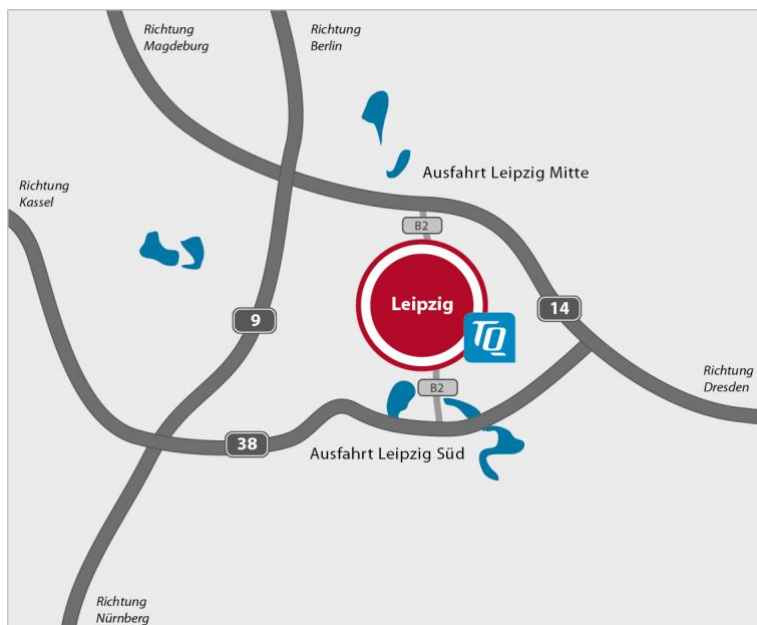 Richtung
Magdeburg
Richtung
Berlin
Ausfahrt Leipzig Mitte
Richtung
Kassel
B2
Leipzig
9
14
TQ
Richtung
Dresden
B2
38
Ausfahrt Leipzig Süd
Richtung
Nürnberg